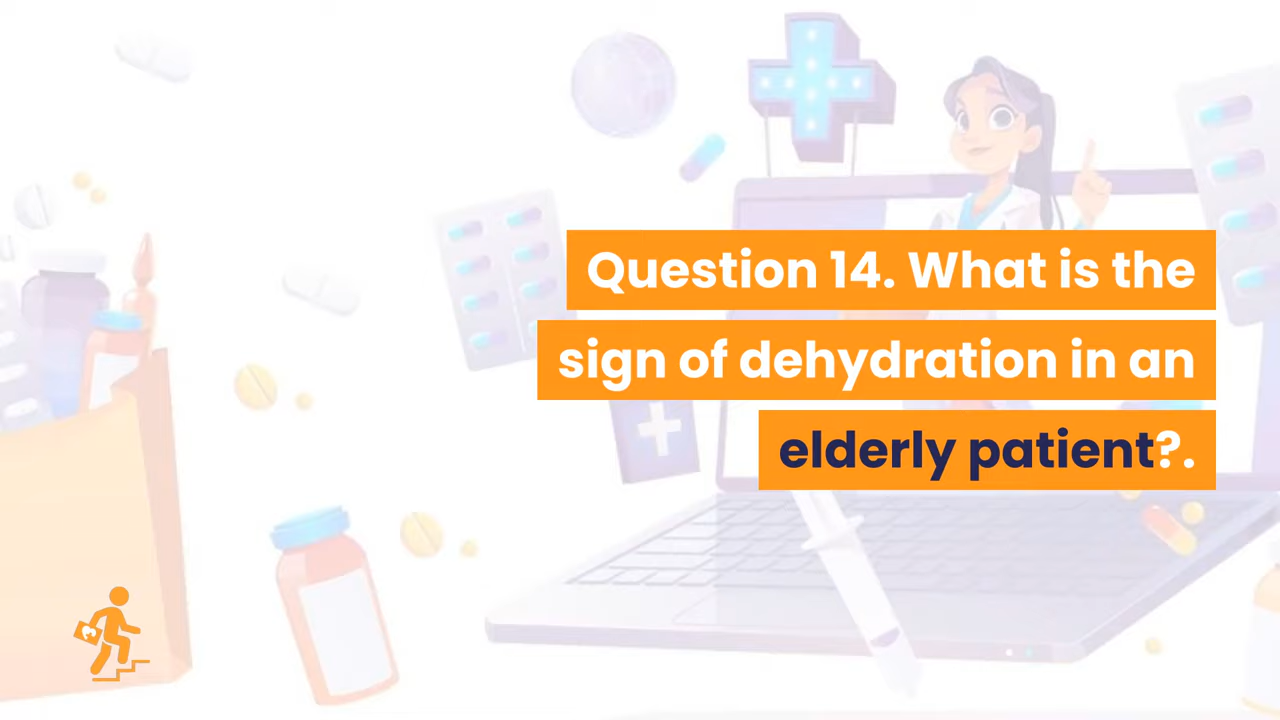 Question 14. What is the
sign of dehydration in an
elderly patient?.